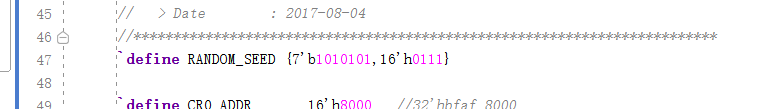 45 // > Date : 2017-08-04
46 //*************************************************************************
47 `define RANDOM_SEED {7'b1010101,16'h0111}
48
49 `define CR0_ADDR 16'h8000 //32'hbfaf_8000